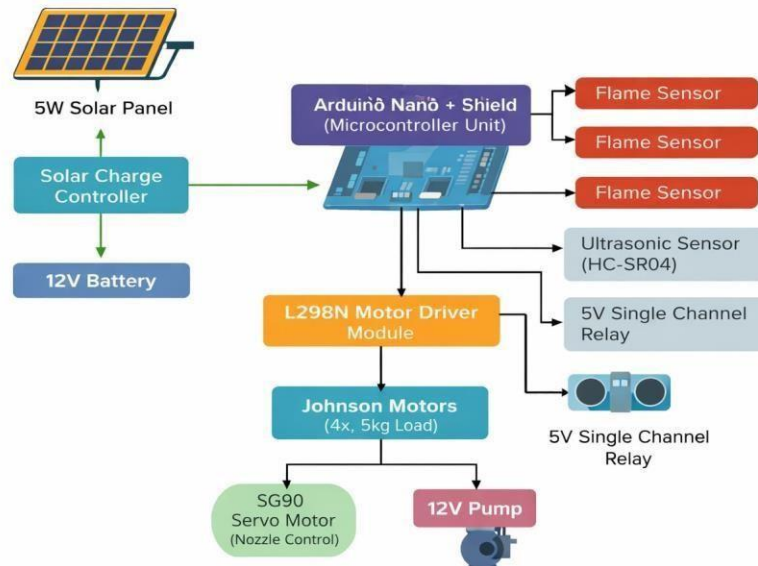 5W Solar Panel
Solar Charge
Controller
12V Battery
Arduinò Nanò + Shield
(Microcontroller Unit)
Flame Sensor
Flame Sensor
Flame Sensor
Ultrasonic Sensor
(HC-SR04)
5V Single Channel
Relay
L298N Motor Driver
Module
5V Single Channel
Relay
Johnson Motors
(4x, 5kg Load)
SG90
Servo Motor
(Nozzle Control)
12V Pump